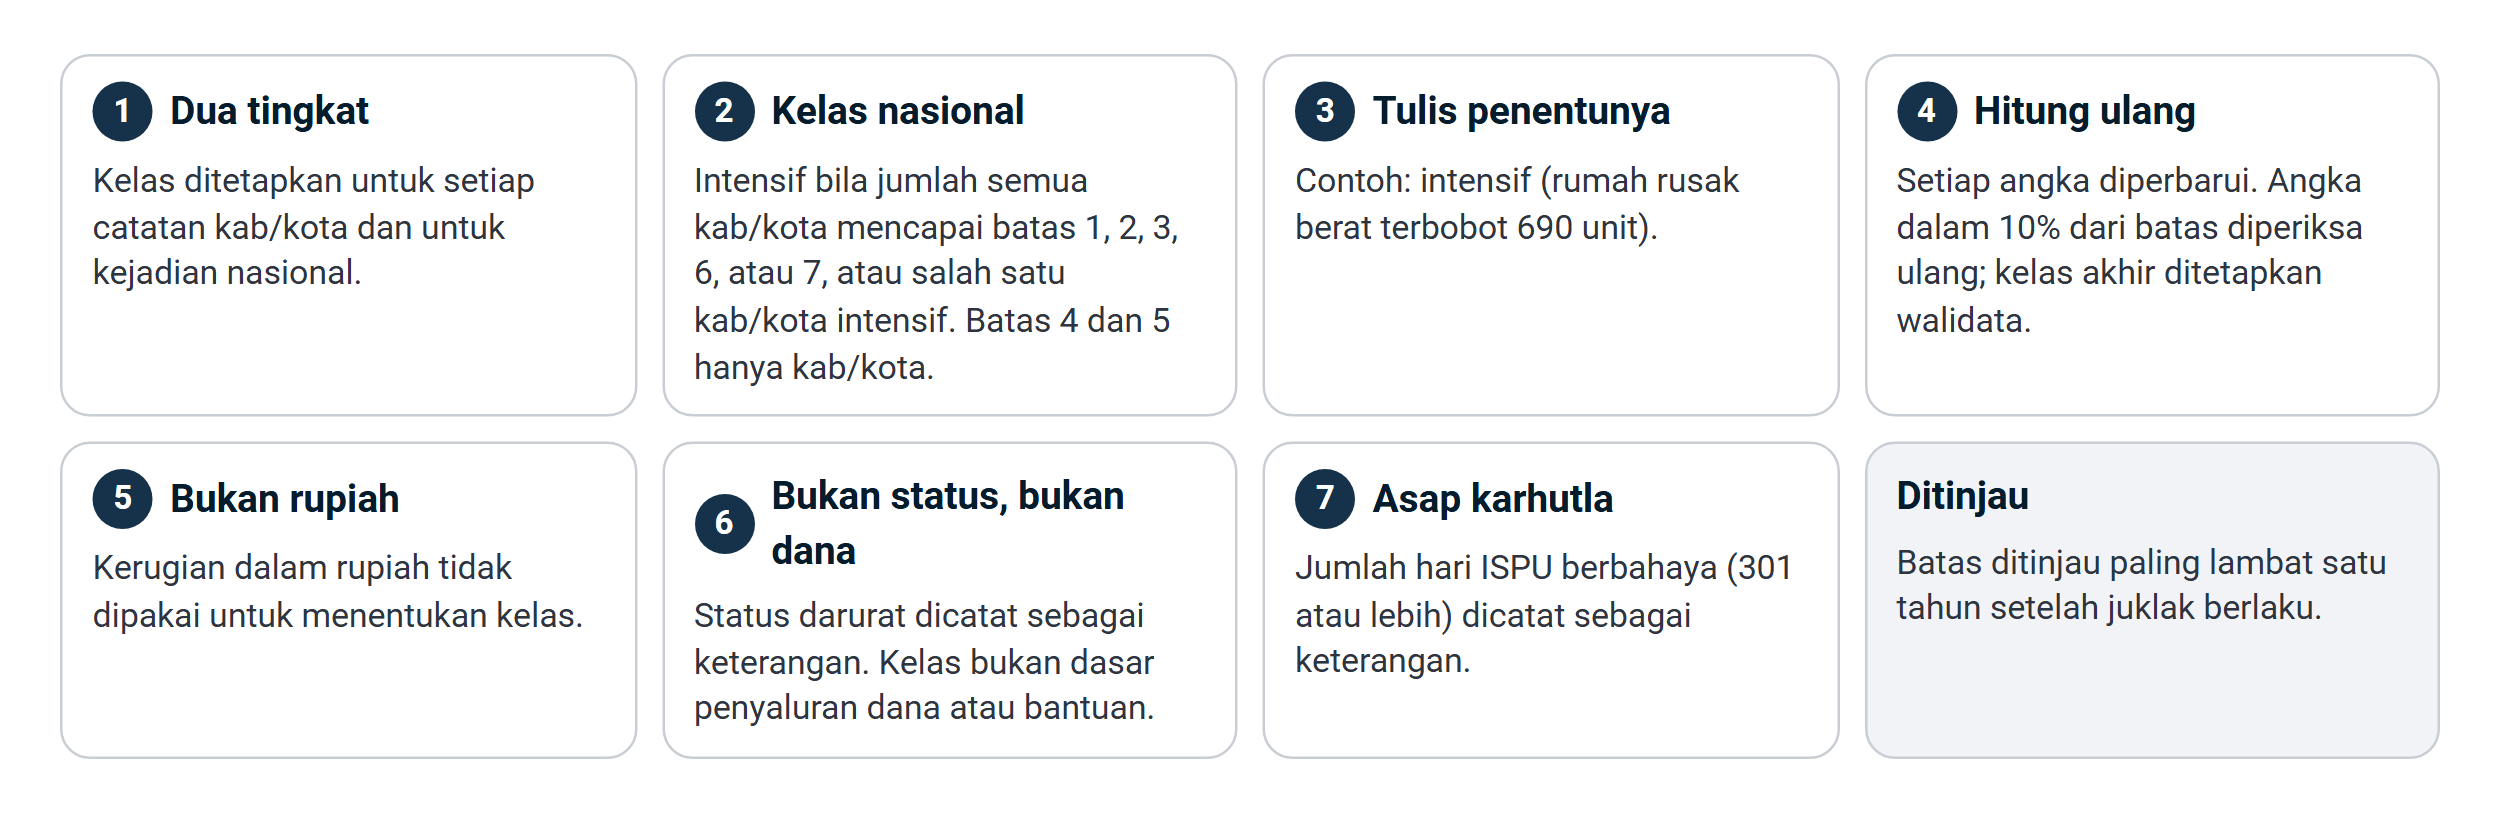 1 Dua tingkat
Kelas ditetapkan untuk setiap
catatan kab/kota dan untuk
kejadian nasional.
2 Kelas nasional
Intensif bila jumlah semua
kab/kota mencapai batas 1, 2, 3,
6, atau 7, atau salah satu
kab/kota intensif. Batas 4 dan 5
hanya kab/kota.
3 Tulis penentunya
Contoh: intensif (rumah rusak
berat terbobot 690 unit).
4 Hitung ulang
Setiap angka diperbarui. Angka
dalam 10% dari batas diperiksa
ulang; kelas akhir ditetapkan
walidata.
5 Bukan rupiah
Kerugian dalam rupiah tidak
dipakai untuk menentukan kelas.
6 Bukan status, bukan
dana
Status darurat dicatat sebagai
keterangan. Kelas bukan dasar
penyaluran dana atau bantuan.
7 Asap karhutla
Jumlah hari ISPU berbahaya (301
atau lebih) dicatat sebagai
keterangan.
Ditinjau
Batas ditinjau paling lambat satu
tahun setelah juklak berlaku.